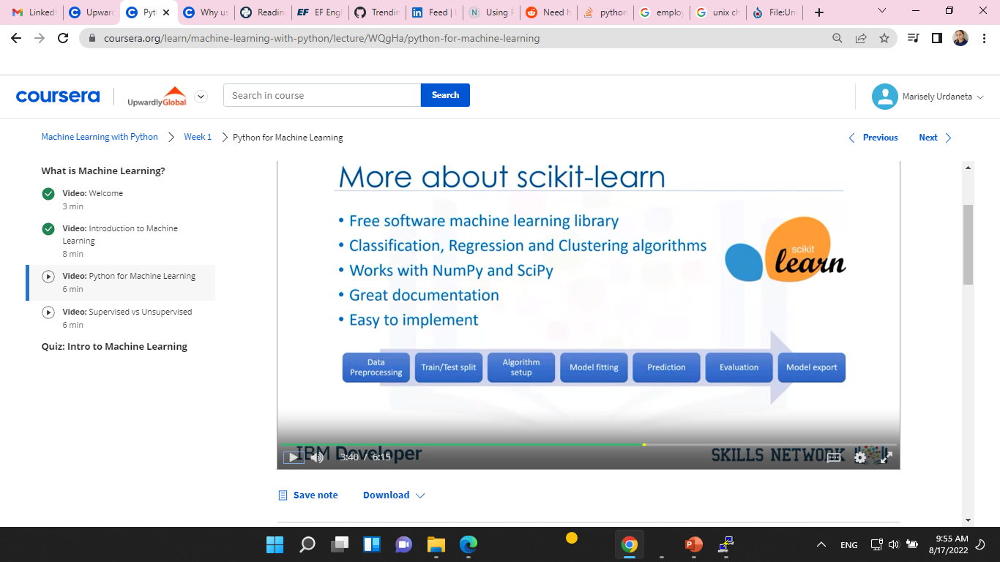 Linked
Upward
Pyth
Why us
Readin
EF Engl
Trendin
Feed |
Using P
Need h
python
employ
unix ch
File:Un
coursera.org/learn/machine-learning-with-python/lecture/WQgHa/python-for-machine-learning
coursera
UpwardlyGlobal
Search in course
Search
Marisely Urdaneta
Machine Learning with Python
Week 1
Python for Machine Learning
Previous
Next
What is Machine Learning?
Video: Welcome
3 min
Video: Introduction to Machine
Learning
8 min
Video: Python for Machine Learning
6 min
Video: Supervised vs Unsupervised
6 min
Quiz: Intro to Machine Learning
More about scikit-learn
• Free software machine learning library
• Classification, Regression and Clustering algorithms
• Works with NumPy and SciPy
• Great documentation
• Easy to implement
scikit
learn
Data
Preprocessing
Train/Test split
Algorithm
setup
Model fitting
Prediction
Evaluation
Model export
IBM Developer
SKILLS NETWORK
3:40 / 6:15
Save note
Download
ENG
9:55 AM
8/17/2022